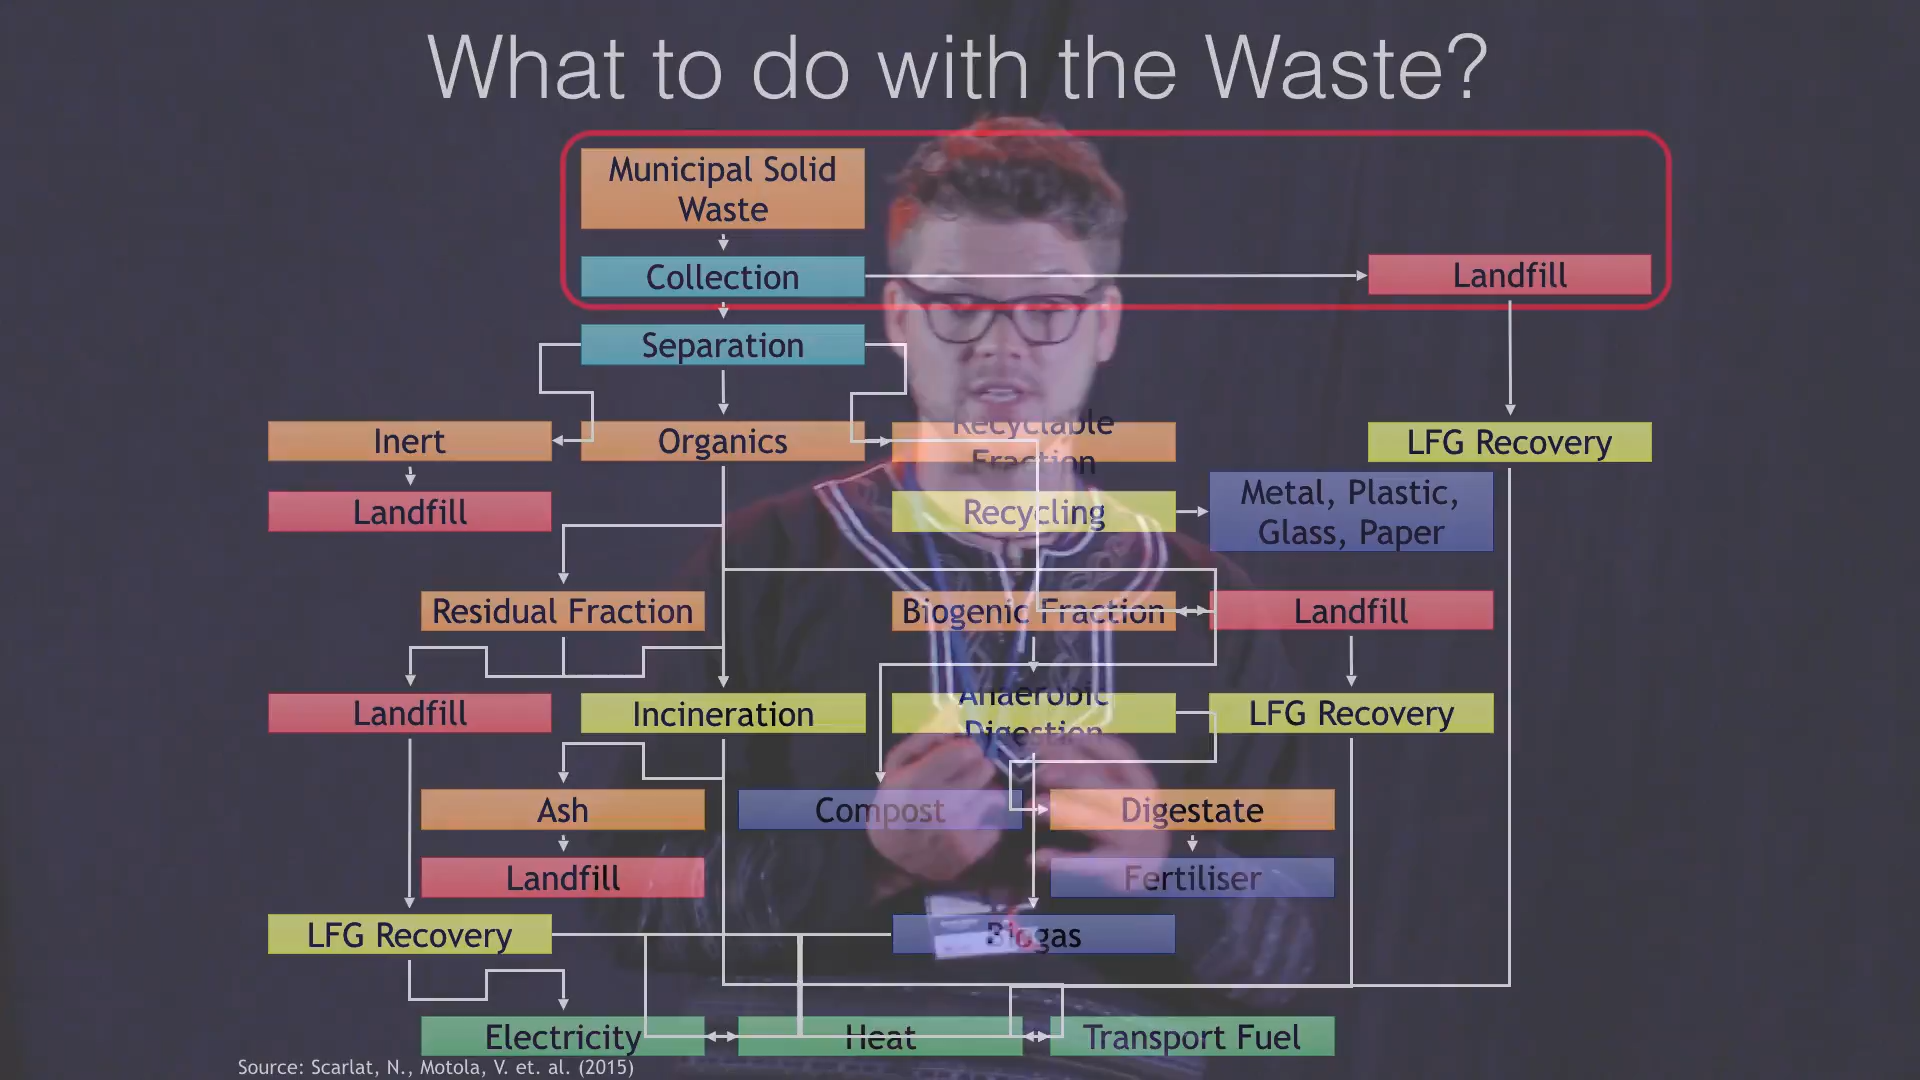 What to do with the Waste?
Municipal Solid
Waste
Collection
Landfill
Separation
Inert
Organics
Recyclable
Fraction
LFG Recovery
Landfill
Recycling
Metal, Plastic,
Glass, Paper
Residual Fraction
Biogenic Fraction
Landfill
Landfill
Incineration
Anaerobic
Digestion
LFG Recovery
Ash
Compost
Digestate
Landfill
Fertiliser
LFG Recovery
Biogas
Electricity
Heat
Transport Fuel
Source: Scarlat, N., Motola, V. et. al. (2015)